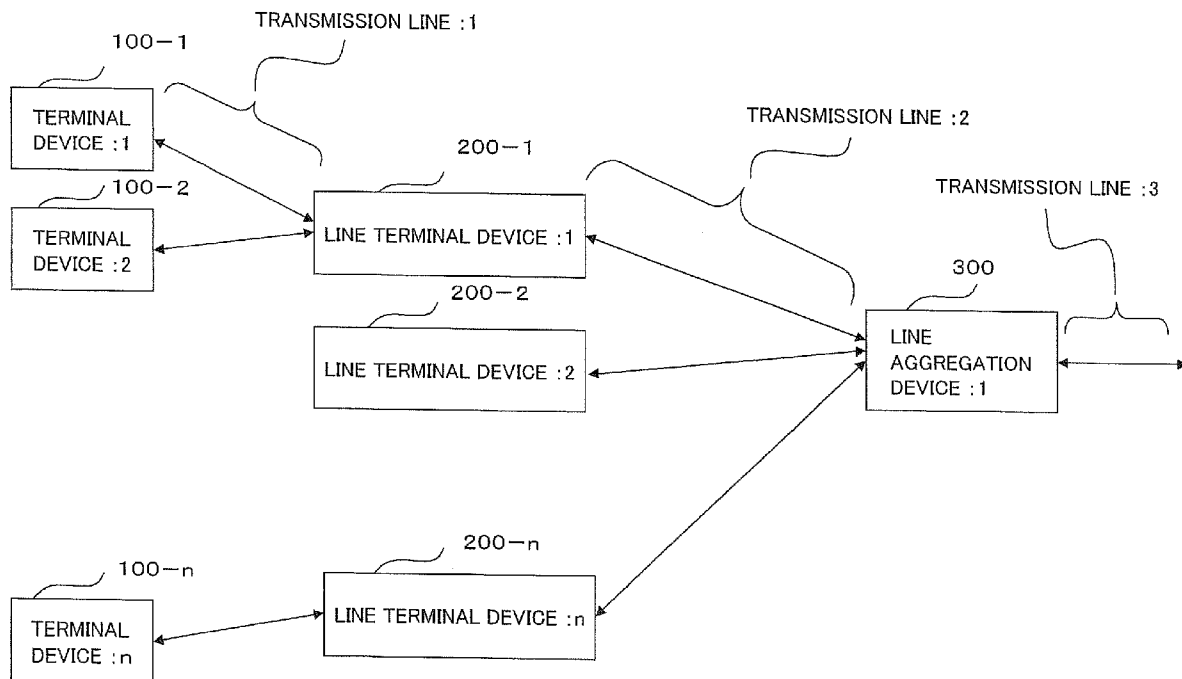 TRANSMISSION LINE :1
100-1
TERMINAL
DEVICE :1
TRANSMISSION LINE :2
200-1
100-2
TRANSMISSION LINE :3
TERMINAL
DEVICE :2
LINE TERMINAL DEVICE :1
200-2
300
LINE TERMINAL DEVICE :2
LINE
AGGREGATION
DEVICE :1
200-n
100-n
LINE TERMINAL DEVICE :n
TERMINAL
DEVICE :n